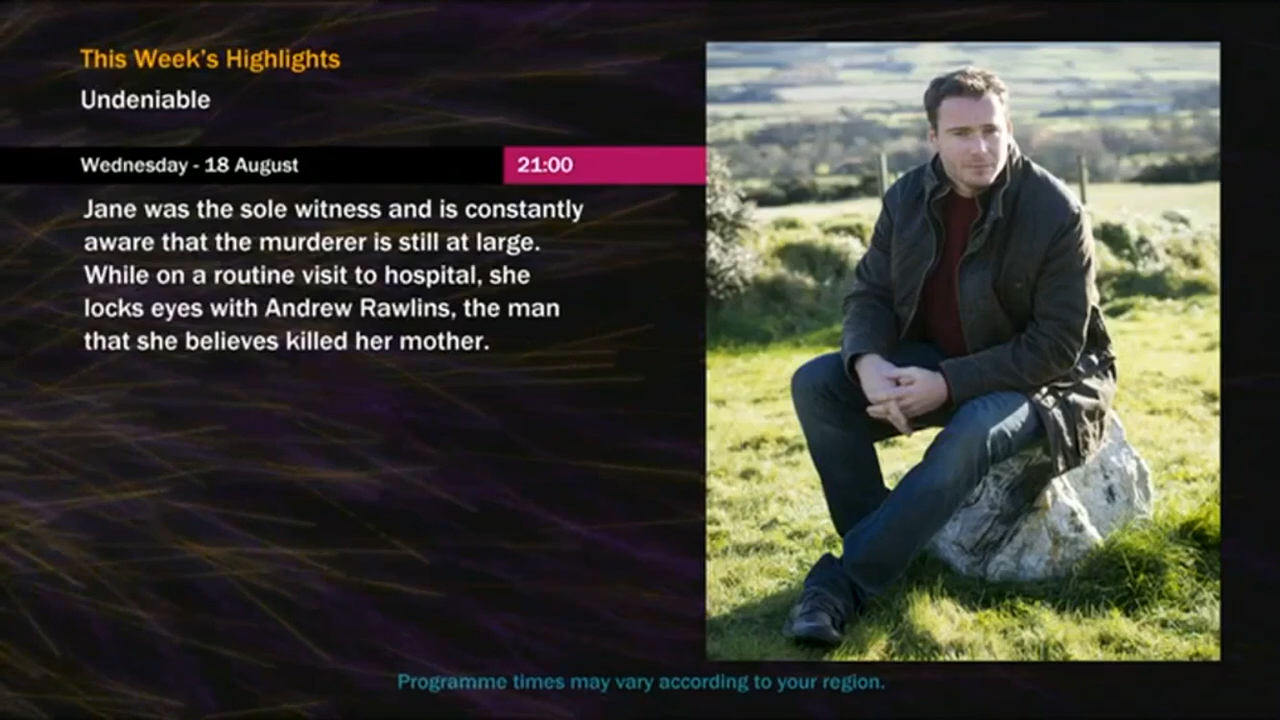 This Week's Highlights
Undeniable
Wednesday - 18 August
21:00
Jane was the sole witness and is constantly
aware that the murderer is still at large.
While on a routine visit to hospital, she
locks eyes with Andrew Rawlins, the man
that she believes killed her mother.
Programme times may vary according to your region.